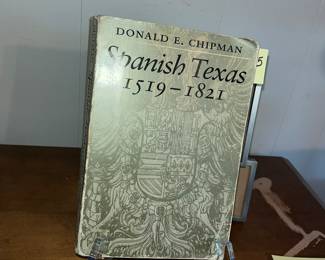 DONALD E. CHIPMAN
Spanish Texas
1519–1821
5